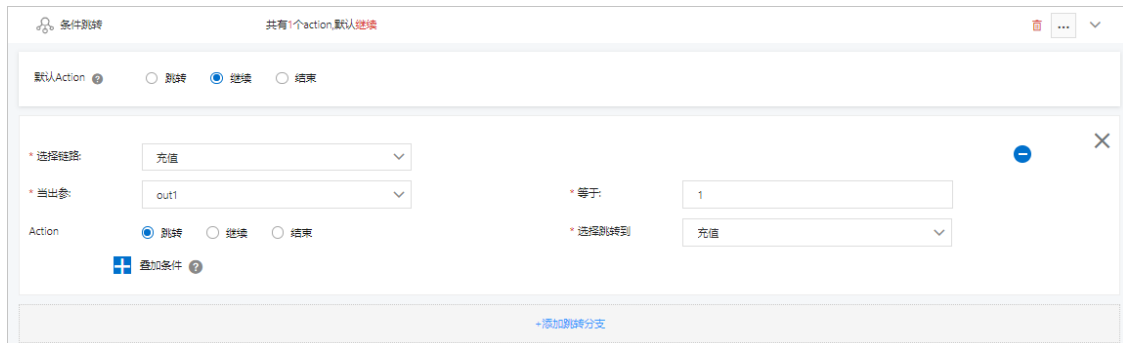 条件跳转 共有1个action,默认继续 ...
默认Action ? 跳转 继续 结束
* 选择链路: 充值
* 当出参: out1 * 等于: 1
Action 跳转 继续 结束 * 选择跳转到 充值
叠加条件 ?
+添加跳转分支